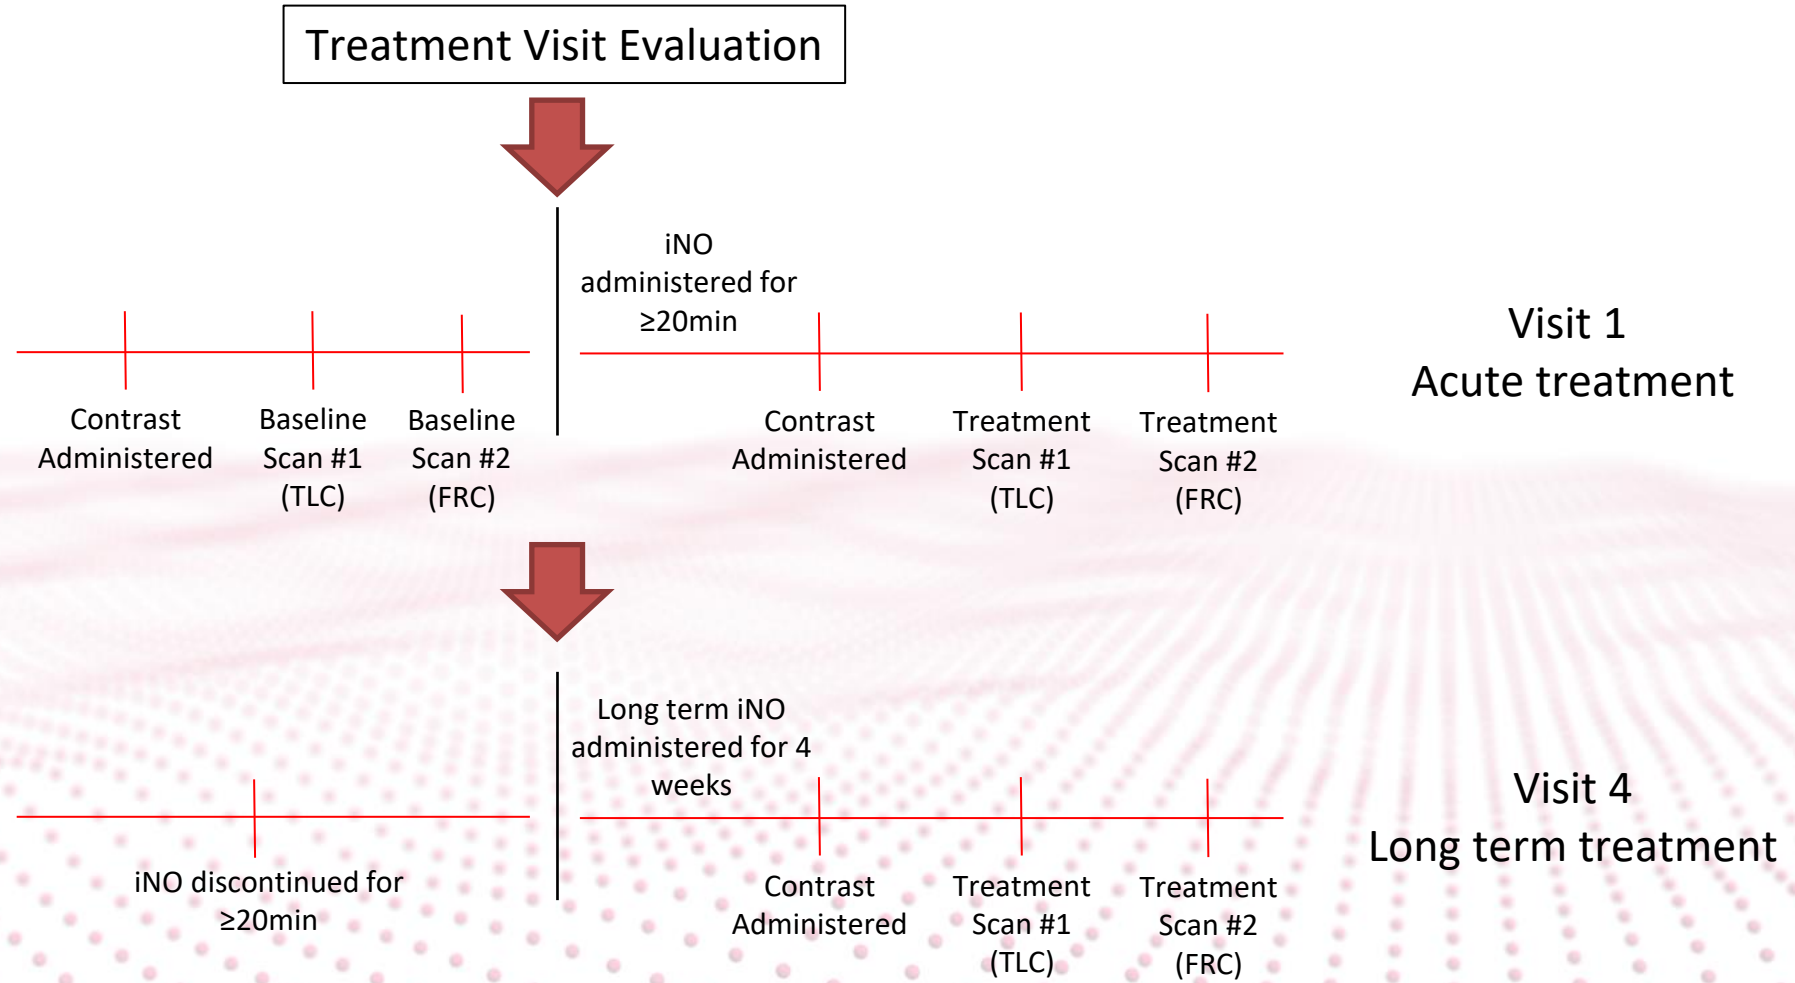 Treatment Visit Evaluation
iNO
administered for
≥20min
Contrast
Administered
Baseline
Scan #1
(TLC)
Baseline
Scan #2
(FRC)
Contrast
Administered
Treatment
Scan #1
(TLC)
Treatment
Scan #2
(FRC)
Visit 1
Acute treatment
Long term iNO
administered for 4
weeks
iNO discontinued for
≥20min
Contrast
Administered
Treatment
Scan #1
(TLC)
Treatment
Scan #2
(FRC)
Visit 4
Long term treatment